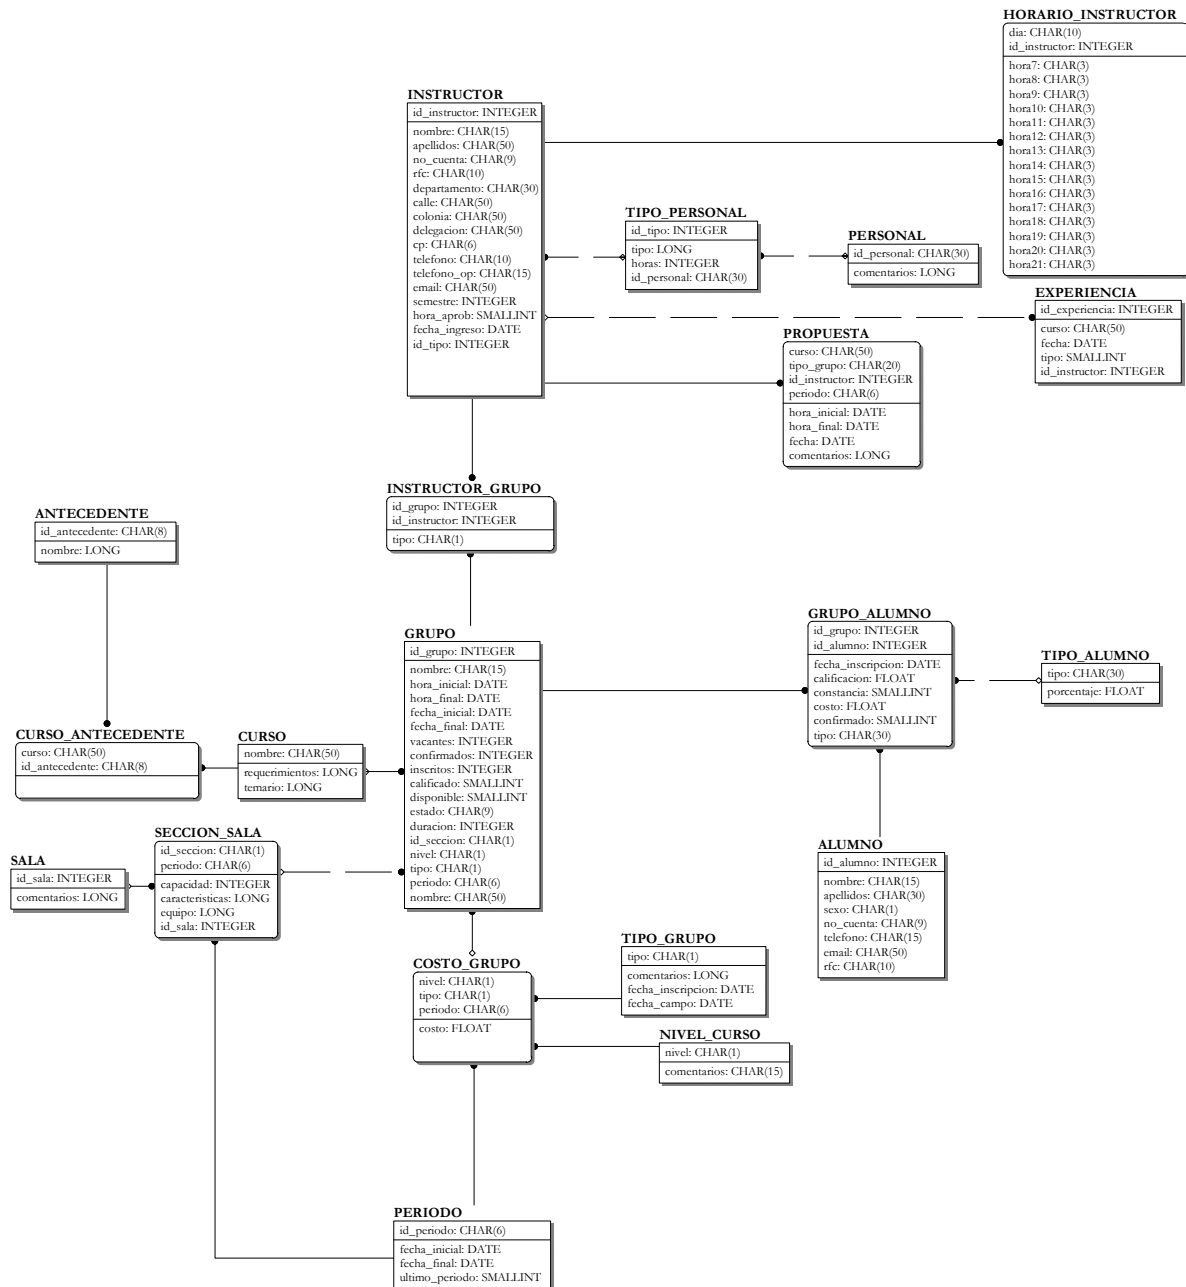 HORARIO_INSTRUCTOR
dia: CHAR(10)
id_instructor: INTEGER
hora7: CHAR(3)
hora8: CHAR(3)
hora9: CHAR(3)
hora10: CHAR(3)
hora11: CHAR(3)
hora12: CHAR(3)
hora13: CHAR(3)
hora14: CHAR(3)
hora15: CHAR(3)
hora16: CHAR(3)
hora17: CHAR(3)
hora18: CHAR(3)
hora19: CHAR(3)
hora20: CHAR(3)
hora21: CHAR(3)
INSTRUCTOR
id_instructor: INTEGER
nombre: CHAR(15)
apellidos: CHAR(50)
no_cuenta: CHAR(9)
rfc: CHAR(10)
departamento: CHAR(30)
calle: CHAR(50)
colonia: CHAR(50)
delegacion: CHAR(50)
cp: CHAR(6)
telefono: CHAR(10)
telefono_op: CHAR(15)
email: CHAR(50)
semestre: INTEGER
hora_aprob: SMALLINT
fecha_ingreso: DATE
id_tipo: INTEGER
TIPO_PERSONAL
id_tipo: INTEGER
tipo: LONG
horas: INTEGER
id_personal: CHAR(30)
PERSONAL
id_personal: CHAR(30)
comentarios: LONG
EXPERIENCIA
id_experiencia: INTEGER
curso: CHAR(50)
fecha: DATE
tipo: SMALLINT
id_instructor: INTEGER
PROPUESTA
curso: CHAR(50)
tipo_grupo: CHAR(20)
id_instructor: INTEGER
periodo: CHAR(6)
hora_inicial: DATE
hora_final: DATE
fecha: DATE
comentarios: LONG
INSTRUCTOR_GRUPO
id_grupo: INTEGER
id_instructor: INTEGER
tipo: CHAR(1)
ANTECEDENTE
id_antecedente: CHAR(8)
nombre: LONG
GRUPO
id_grupo: INTEGER
nombre: CHAR(15)
hora_inicial: DATE
hora_final: DATE
fecha_inicial: DATE
fecha_final: DATE
vacantes: INTEGER
confirmados: INTEGER
inscritos: INTEGER
calificado: SMALLINT
disponible: SMALLINT
estado: CHAR(9)
duracion: INTEGER
id_seccion: CHAR(1)
nivel: CHAR(1)
tipo: CHAR(1)
periodo: CHAR(6)
nombre: CHAR(50)
GRUPO_ALUMNO
id_grupo: INTEGER
id_alumno: INTEGER
fecha_inscripcion: DATE
calificacion: FLOAT
constancia: SMALLINT
costo: FLOAT
confirmado: SMALLINT
tipo: CHAR(30)
TIPO_ALUMNO
tipo: CHAR(30)
porcentaje: FLOAT
CURSO_ANTECEDENTE
curso: CHAR(50)
id_antecedente: CHAR(8)
CURSO
nombre: CHAR(50)
requerimientos: LONG
temario: LONG
SECCION_SALA
id_seccion: CHAR(1)
periodo: CHAR(6)
capacidad: INTEGER
caracteristicas: LONG
equipo: LONG
id_sala: INTEGER
SALA
id_sala: INTEGER
comentarios: LONG
ALUMNO
id_alumno: INTEGER
nombre: CHAR(15)
apellidos: CHAR(30)
sexo: CHAR(1)
no_cuenta: CHAR(9)
telefono: CHAR(15)
email: CHAR(50)
rfc: CHAR(10)
COSTO_GRUPO
nivel: CHAR(1)
tipo: CHAR(1)
periodo: CHAR(6)
costo: FLOAT
TIPO_GRUPO
tipo: CHAR(1)
comentarios: LONG
fecha_inscripcion: DATE
fecha_campo: DATE
NIVEL_CURSO
nivel: CHAR(1)
comentarios: CHAR(15)
PERIODO
id_periodo: CHAR(6)
fecha_inicial: DATE
fecha_final: DATE
ultimo_periodo: SMALLINT